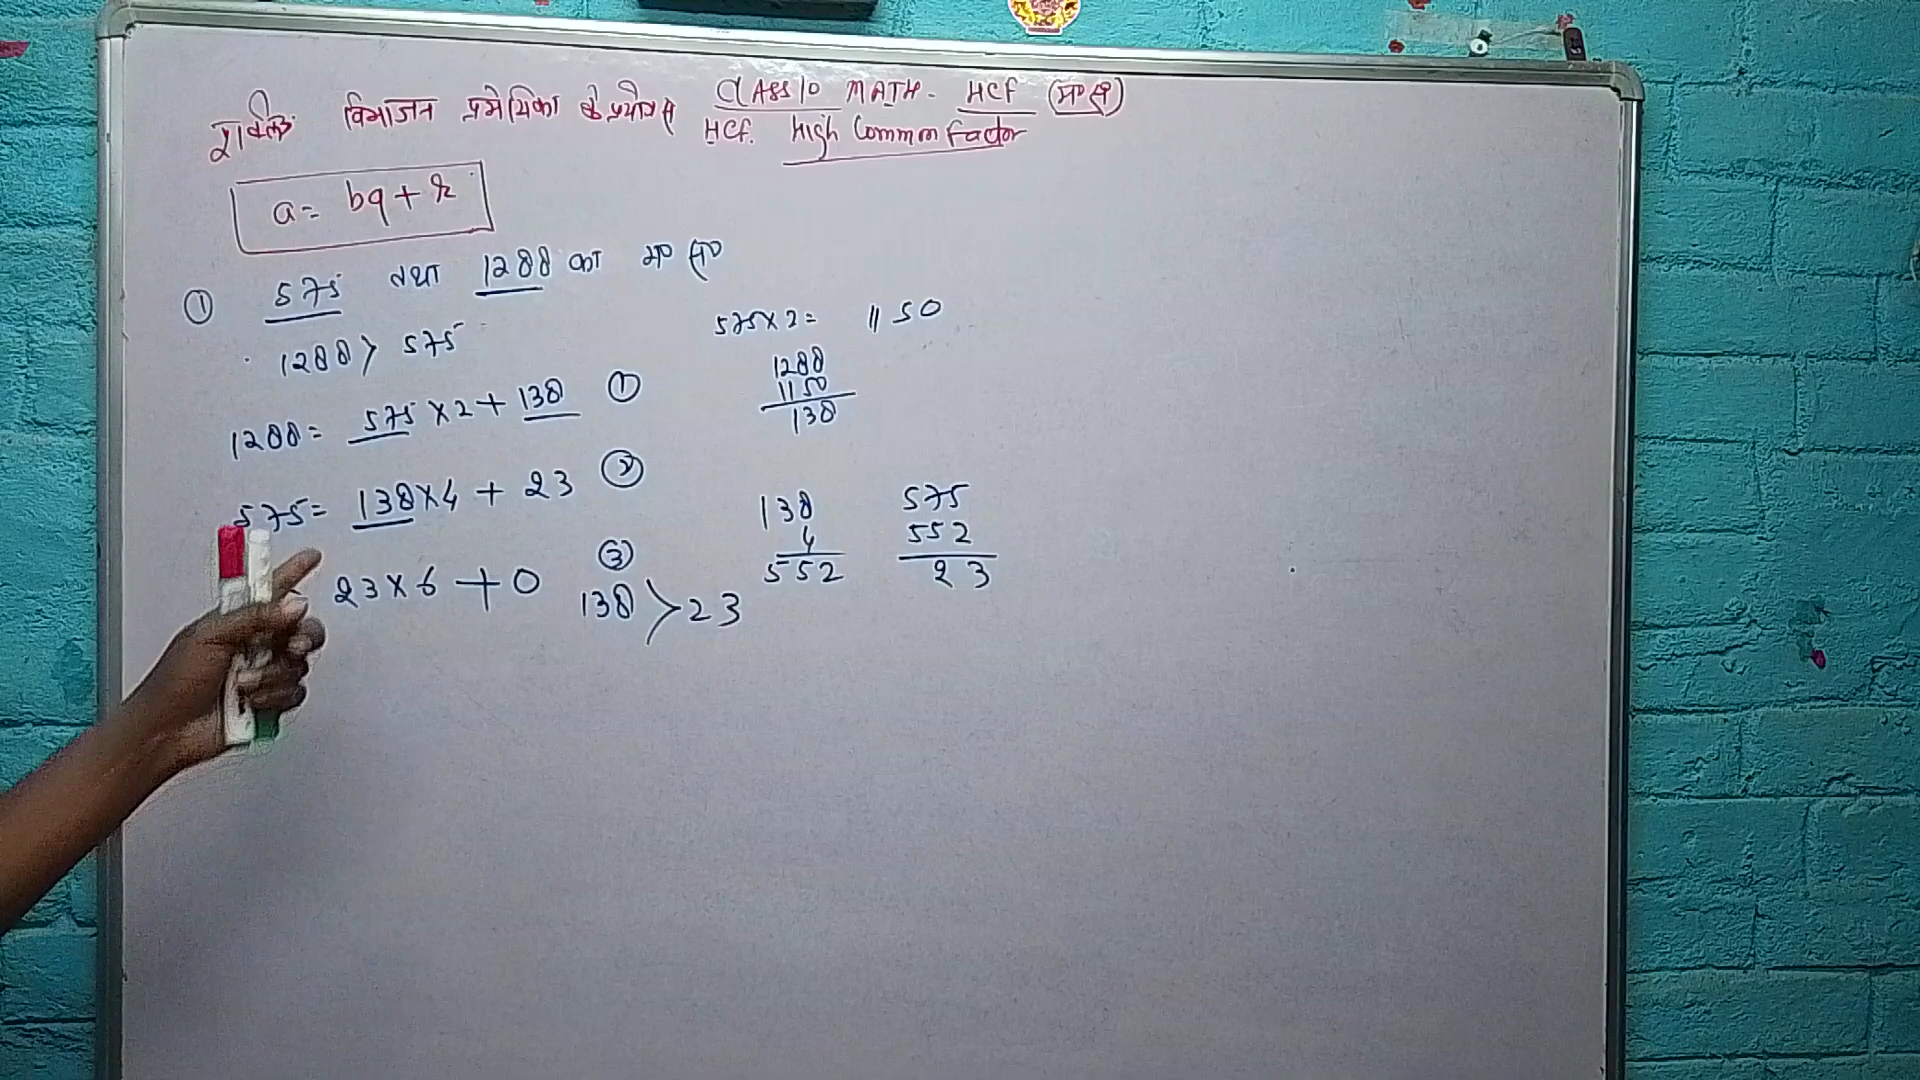 विभाजन प्रमेयिका के प्रयोग से CLASS 10 MATH - HCF (म० स०)
HCF. High Common Factor
a = bq + r
① 575 तथा 1288 का म० स०
1288 > 575
575 × 2 = 1150
1288
1150
138
1288 = 575 × 2 + 138 ①
575 = 138 × 4 + 23 ②
138
4
552
575
552
23
23 × 6 + 0 ③
138 > 23